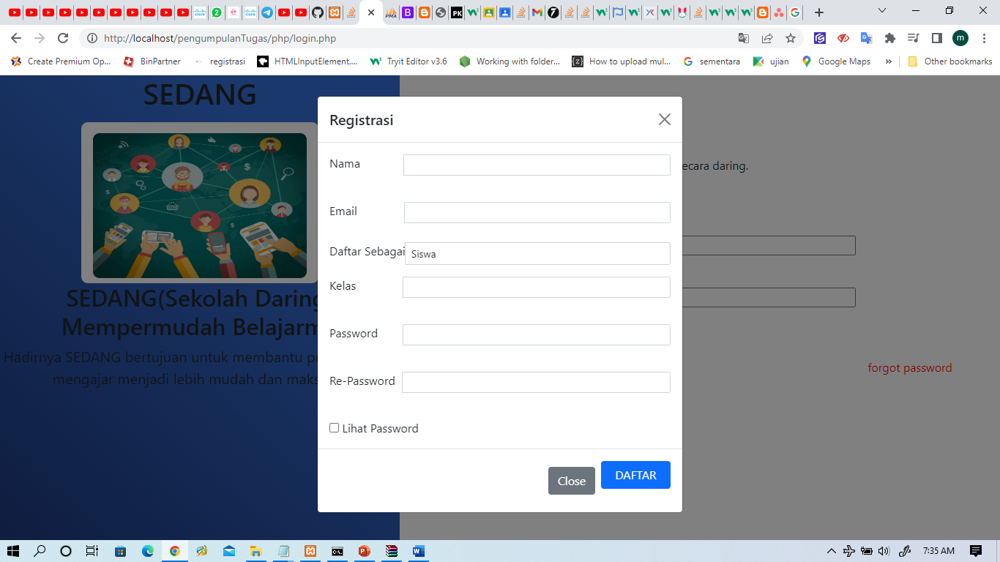 http://localhost/pengumpulanTugas/php/login.php
Create Premium Op...
BinPartner
registrasi
HTMLInputElement....
Tryit Editor v3.6
Working with folder...
How to upload mul...
sementara
ujian
Google Maps
»
Other bookmarks
SEDANG
SEDANG(Sekolah Daring
Mempermudah Belajarm
Hadirnya SEDANG bertujuan untuk membantu pr
mengajar menjadi lebih mudah dan maks
Registrasi
Nama
Email
Daftar Sebagai
Siswa
Kelas
Password
Re-Password
Lihat Password
Close
DAFTAR
ecara daring.
forgot password
7:35 AM